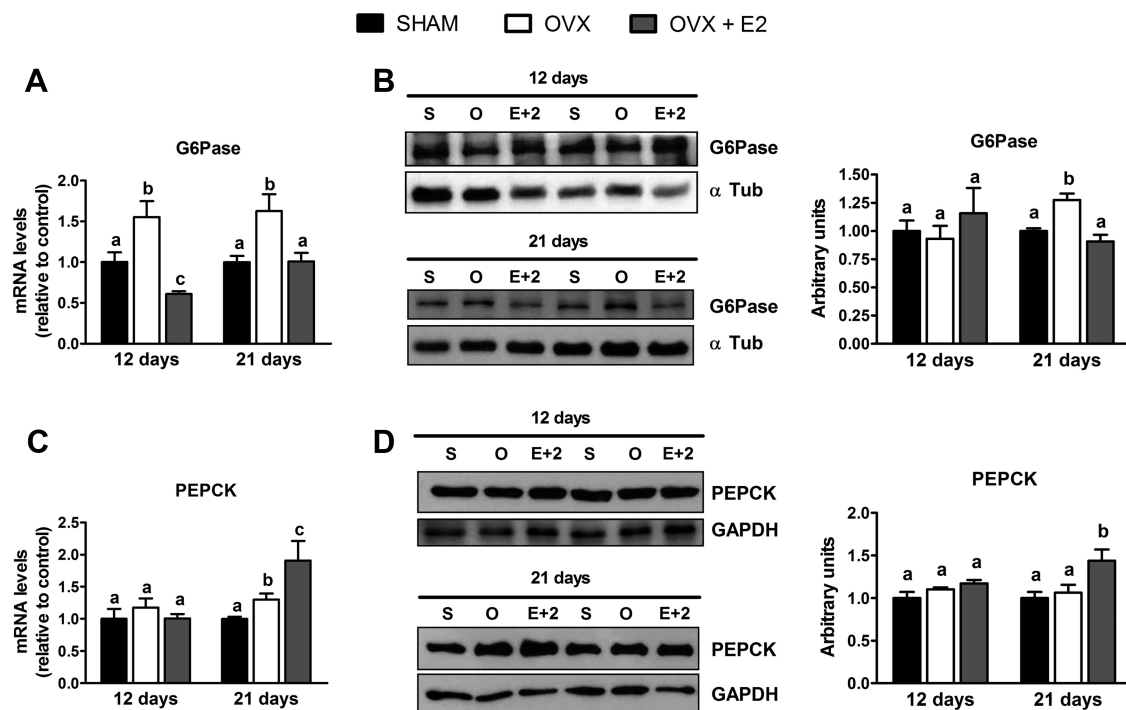 SHAM OVX OVX + E2
A
G6Pase
mRNA levels
(relative to control)
2.0
1.5
1.0
0.5
0.0
a b c a b a
12 days 21 days
B
12 days
S O E+2 S O E+2
G6Pase
α Tub
21 days
S O E+2 S O E+2
G6Pase
α Tub
G6Pase
Arbitrary units
1.50
1.25
1.00
0.75
0.50
0.25
0.00
a a a a b a
12 days 21 days
C
PEPCK
mRNA levels
(relative to control)
2.5
2.0
1.5
1.0
0.5
0.0
a a a a b c
12 days 21 days
D
12 days
S O E+2 S O E+2
PEPCK
GAPDH
21 days
S O E+2 S O E+2
PEPCK
GAPDH
PEPCK
Arbitrary units
2.0
1.5
1.0
0.5
0.0
a a a a a b
12 days 21 days